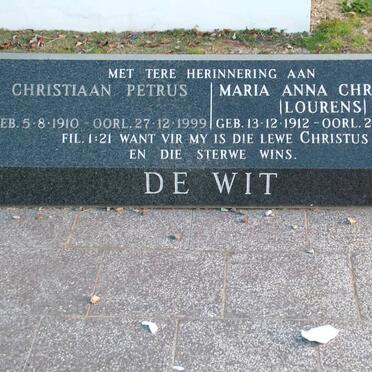 MET TERE HERINNERING AAN
CHRISTIAAN PETRUS
MARIA ANNA CHR
(LOURENS)
EB. 5-8-1910 - OORL. 27-12-1999
GEB. 13-12-1912 - OORL. 2
FIL. 1:21 WANT VIR MY IS DIE LEWE CHRISTUS
EN DIE STERWE WINS.
DE WIT